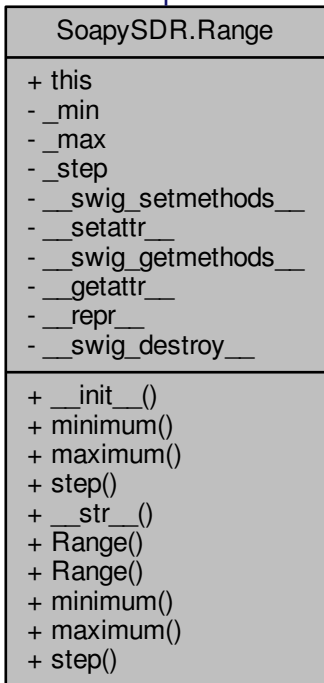 SoapySDR.Range
+ this
- _min
- _max
- _step
- __swig_setmethods__
- __setattr__
- __swig_getmethods__
- __getattr__
- __repr__
- __swig_destroy__
+ __init__()
+ minimum()
+ maximum()
+ step()
+ __str__()
+ Range()
+ Range()
+ minimum()
+ maximum()
+ step()